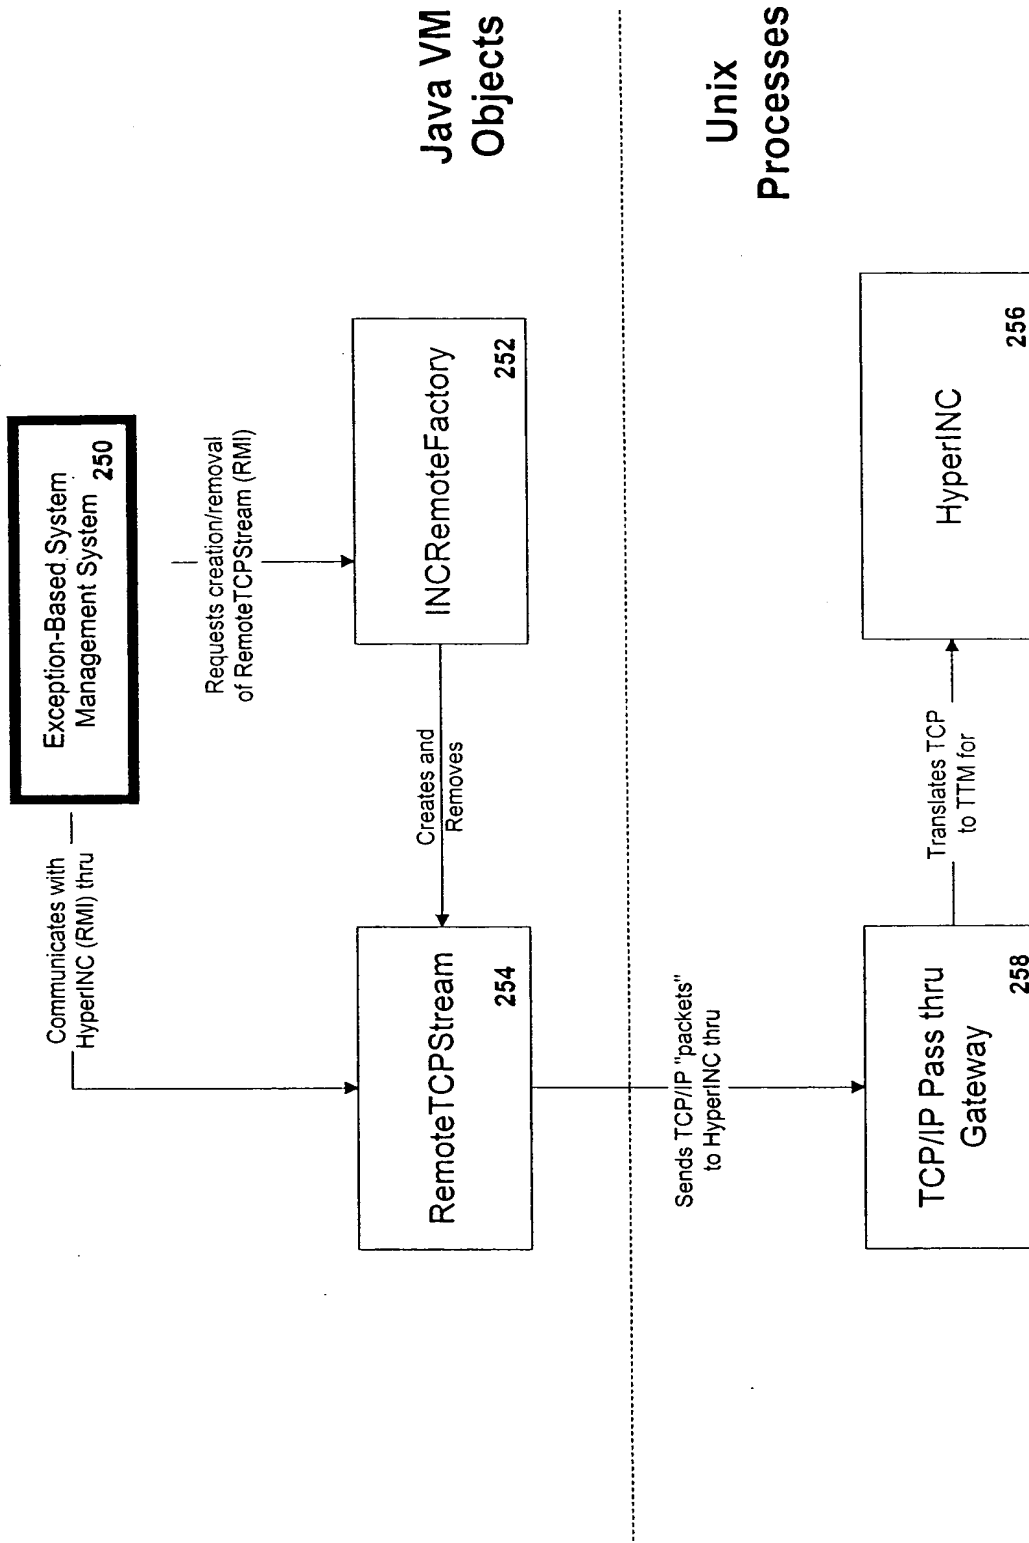 Exception-Based System
Management System
250
Communicates with
HyperINC (RMI) thru
Requests creation/removal
of RemoteTCPStream (RMI)
Java VM
Objects
RemoteTCPStream
254
Creates and
Removes
INCRemoteFactory
252
Sends TCP/IP "packets"
to HyperINC thru
Unix
Processes
TCP/IP Pass thru
Gateway
258
Translates TCP
to TTM for
HyperINC
256